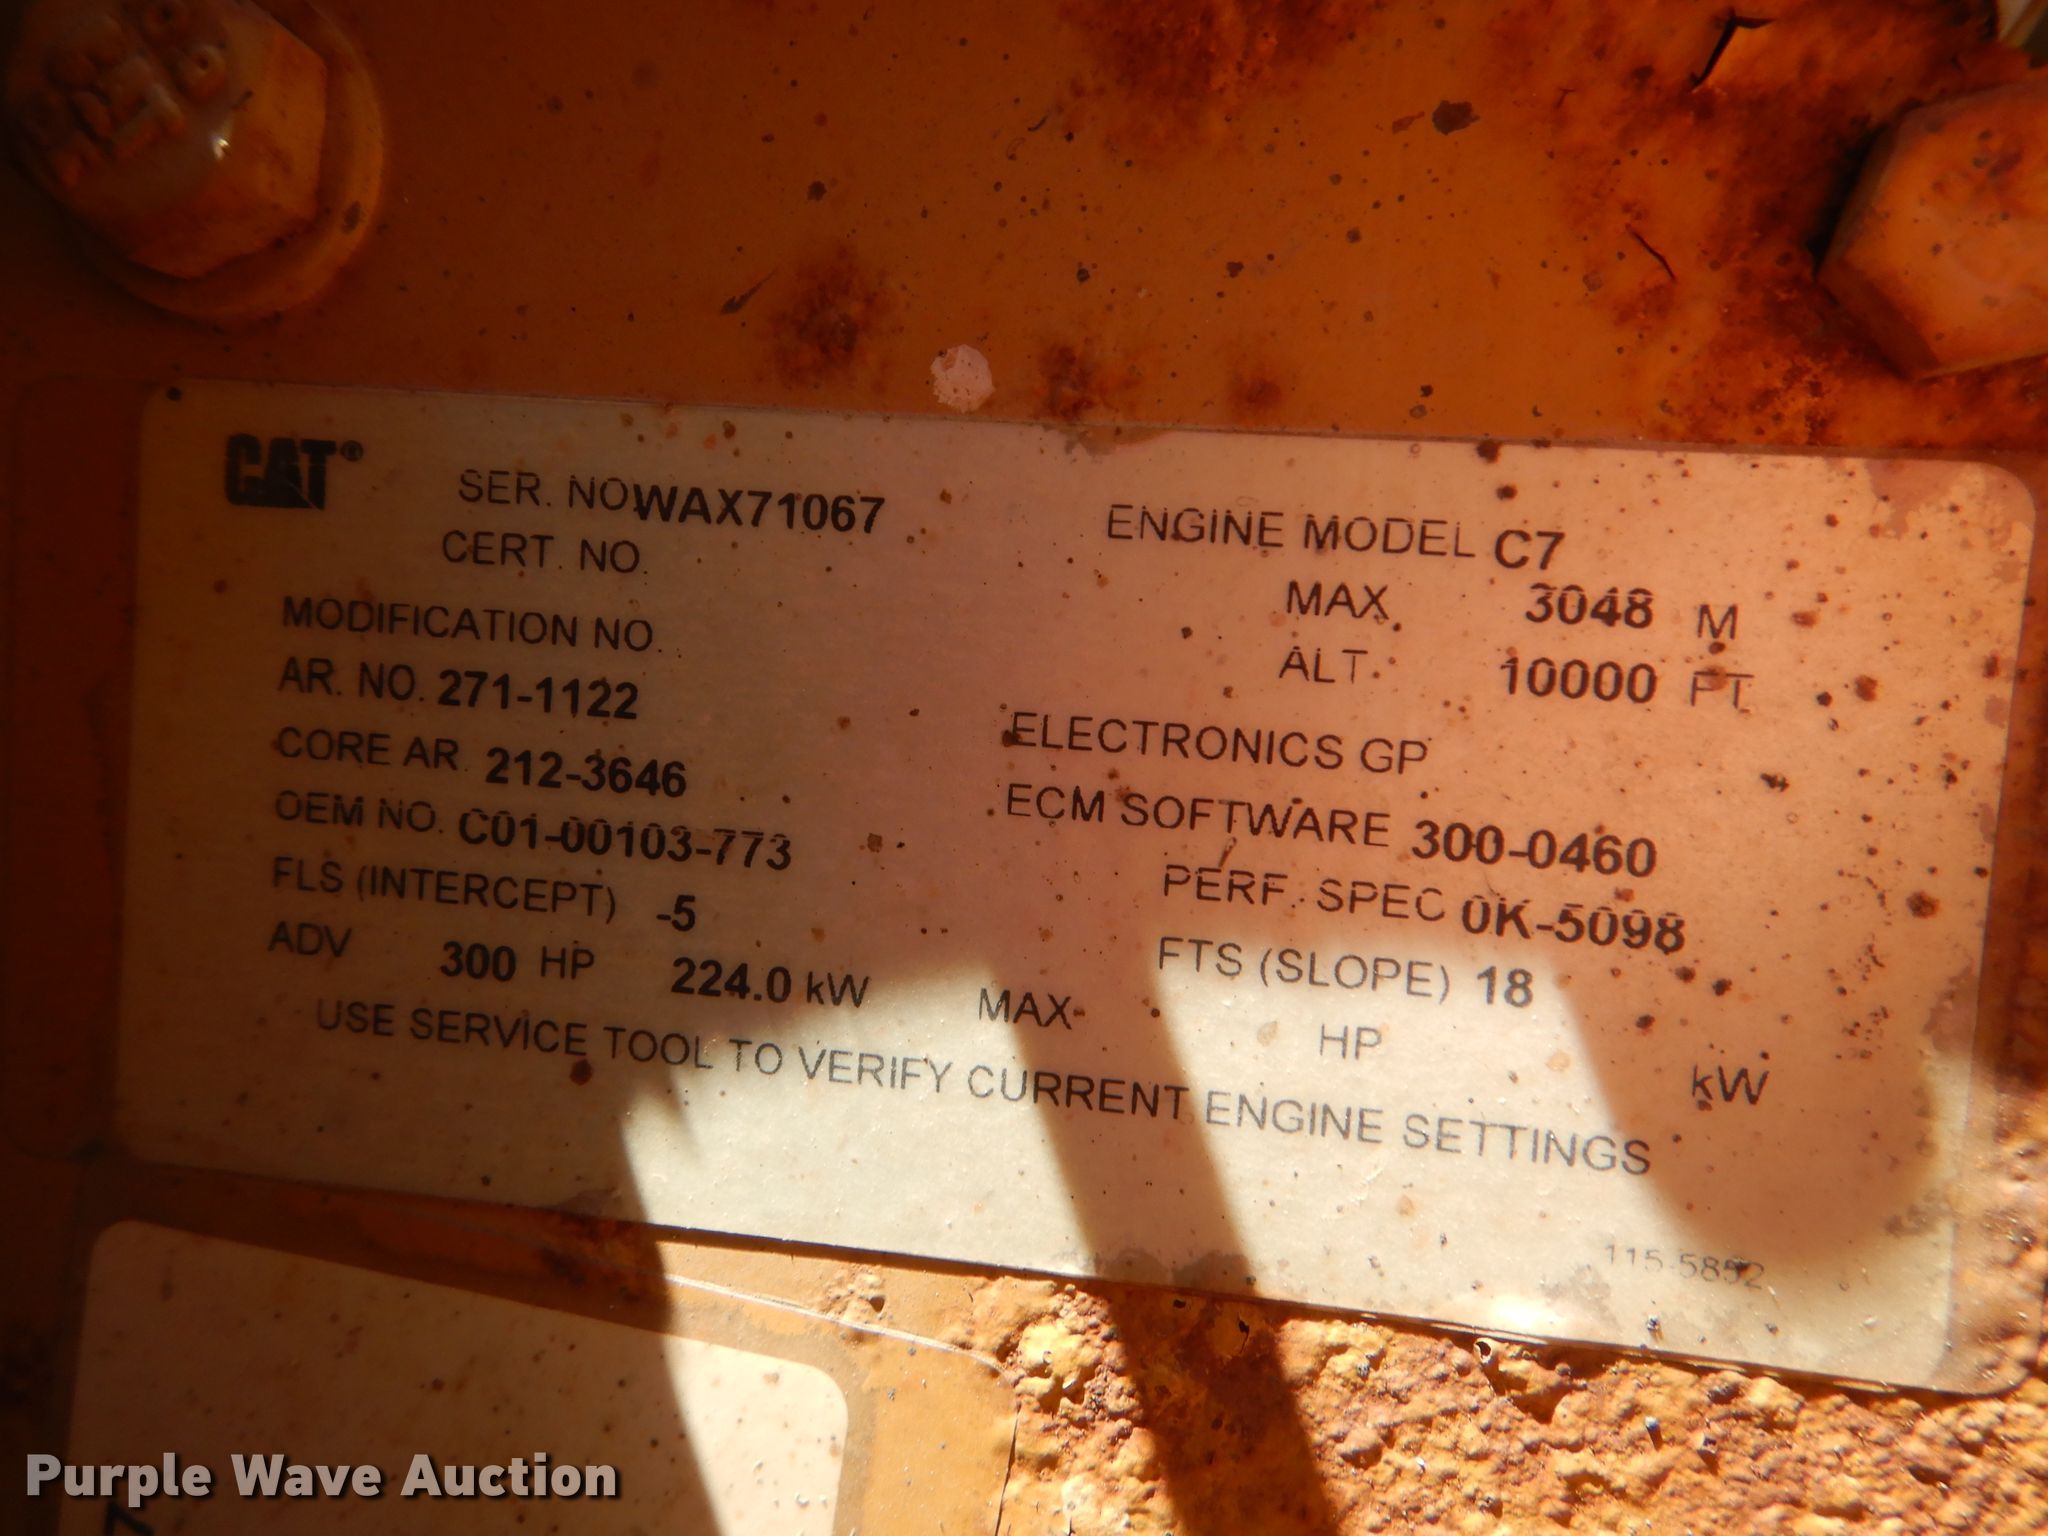 CAT®
SER. NO. WAX71067
CERT. NO.
MODIFICATION NO.
AR. NO. 271-1122
CORE AR. 212-3646
OEM NO. C01-00103-773
FLS (INTERCEPT) -5
ADV 300 HP 224.0 kW MAX HP kW
ENGINE MODEL C7
MAX. 3048 M
ALT. 10000 FT
ELECTRONICS GP
ECM SOFTWARE 300-0460
PERF. SPEC 0K-5098
FTS (SLOPE) 18
USE SERVICE TOOL TO VERIFY CURRENT ENGINE SETTINGS
115-5852
7
Purple Wave Auction